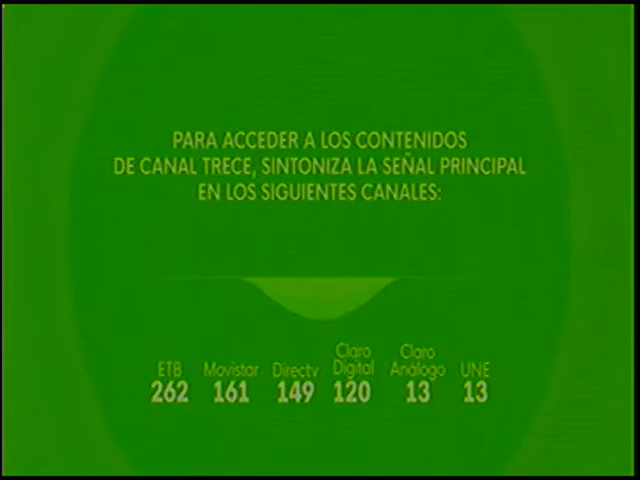 PARA ACCEDER A LOS CONTENIDOS
DE CANAL TRECE, SINTONIZA LA SEÑAL PRINCIPAL
EN LOS SIGUIENTES CANALES:
ETB Movistar Directv Claro Digital Claro Análogo UNE
262 161 149 120 13 13